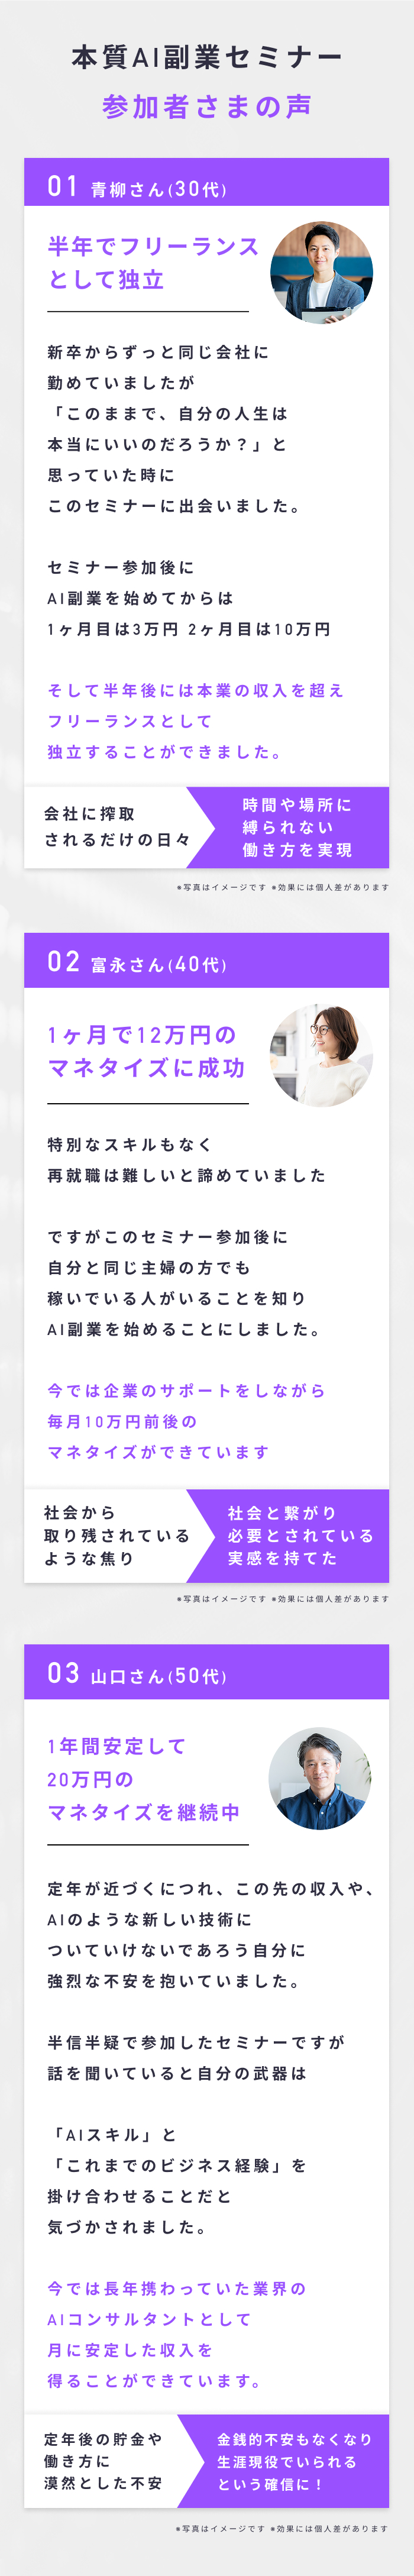 本質AI副業セミナー
参加者さまの声
01 青柳さん(30代)
半年でフリーランス
として独立
新卒からずっと同じ会社に
勤めていましたが
「このままで、自分の人生は
本当にいいのだろうか？」と
思っていた時に
このセミナーに出会いました。
セミナー参加後に
AI副業を始めてからは
1ヶ月目は3万円 2ヶ月目は10万円
そして半年後には本業の収入を超え
フリーランスとして
独立することができました。
会社に搾取
されるだけの日々
時間や場所に
縛られない
働き方を実現
※写真はイメージです ※効果には個人差があります
02 富永さん(40代)
1ヶ月で12万円の
マネタイズに成功
特別なスキルもなく
再就職は難しいと諦めていました
ですがこのセミナー参加後に
自分と同じ主婦の方でも
稼いでいる人がいることを知り
AI副業を始めることにしました。
今では企業のサポートをしながら
毎月10万円前後の
マネタイズができています
社会から
取り残されている
ような焦り
社会と繋がり
必要とされている
実感を持てた
※写真はイメージです ※効果には個人差があります
03 山口さん(50代)
1年間安定して
20万円の
マネタイズを継続中
定年が近づくにつれ、この先の収入や、
AIのような新しい技術に
ついていけないであろう自分に
強烈な不安を抱いていました。
半信半疑で参加したセミナーですが
話を聞いていると自分の武器は
「AIスキル」と
「これまでのビジネス経験」を
掛け合わせることだと
気づかされました。
今では長年携わっていた業界の
AIコンサルタントとして
月に安定した収入を
得ることができています。
定年後の貯金や
働き方に
漠然とした不安
金銭的不安もなくなり
生涯現役でいられる
という確信に！
※写真はイメージです ※効果には個人差があります